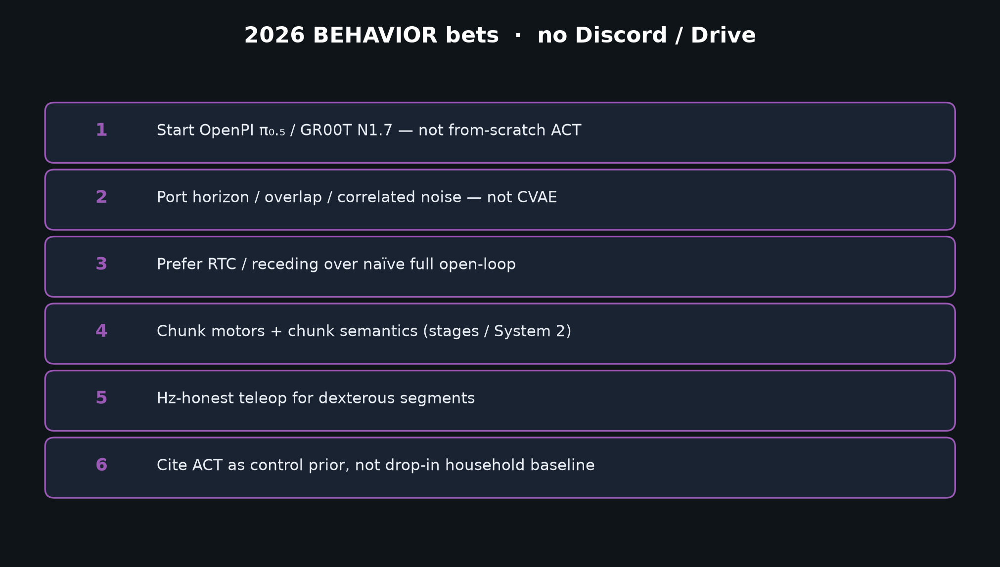 2026 BEHAVIOR bets · no Discord / Drive
1 Start OpenPI π₀.₅ / GR00T N1.7 — not from-scratch ACT
2 Port horizon / overlap / correlated noise — not CVAE
3 Prefer RTC / receding over naïve full open-loop
4 Chunk motors + chunk semantics (stages / System 2)
5 Hz-honest teleop for dexterous segments
6 Cite ACT as control prior, not drop-in household baseline